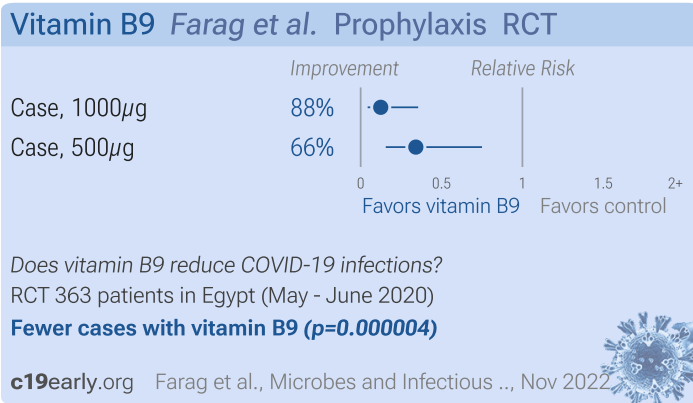 Vitamin B9 Farag et al. Prophylaxis RCT
Improvement Relative Risk
Case, 1000µg 88%
Case, 500µg 66%
0 0.5 1 1.5 2+
Favors vitamin B9 Favors control
Does vitamin B9 reduce COVID-19 infections?
RCT 363 patients in Egypt (May - June 2020)
Fewer cases with vitamin B9 (p=0.000004)
c19early.org Farag et al., Microbes and Infectious .., Nov 2022